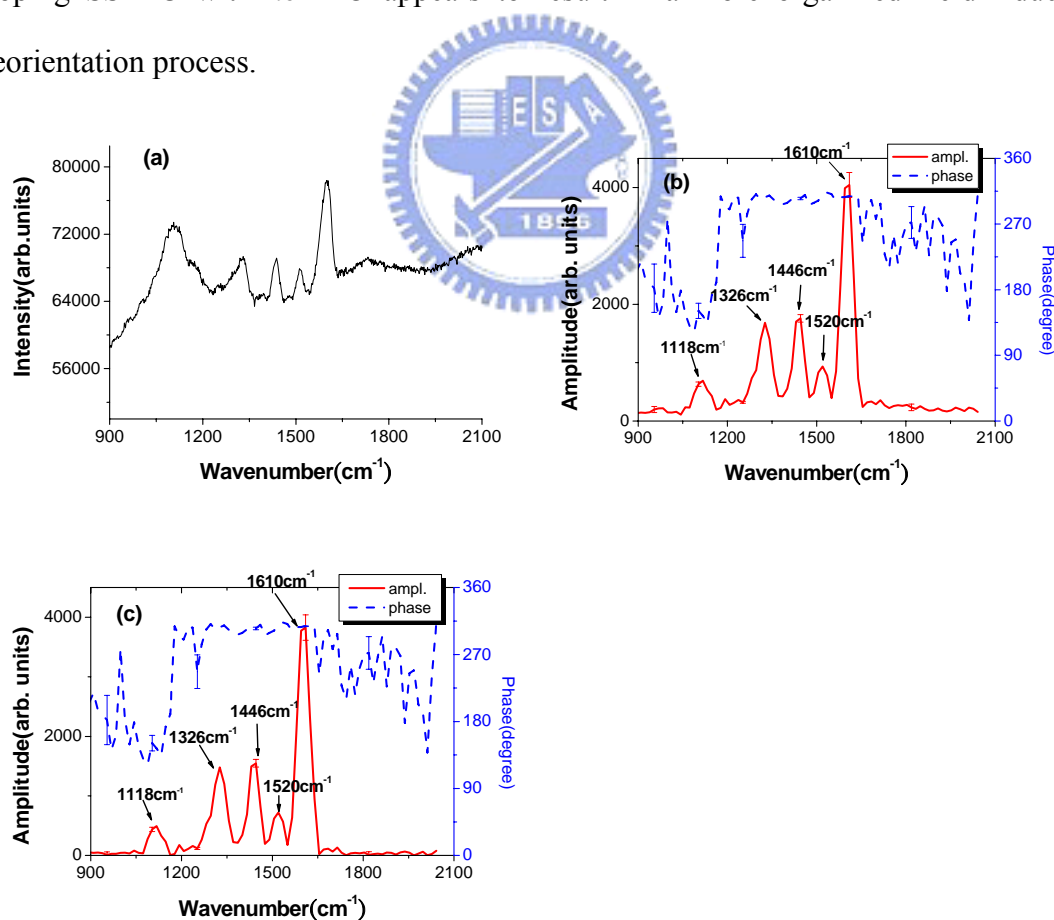 eorientation process.
(a)
80000
72000
64000
56000
Intensity(arb.units)
900 1200 1500 1800 2100
Wavenumber(cm-1)
E S A
1896
(b)
1610cm-1
ampl.
phase
4000
2000
0
Amplitude(arb. units)
1326cm-1
1446cm-1
1520cm-1
1118cm-1
360
270
180
90
0
Phase(degree)
900 1200 1500 1800 2100
Wavenumber(cm-1)
(c)
1610cm-1
ampl.
phase
4000
2000
0
Amplitude(arb. units)
1446cm-1
1326cm-1
1520cm-1
1118cm-1
360
270
180
90
0
Phase(degree)
900 1200 1500 1800 2100
Wavenumber(cm-1)